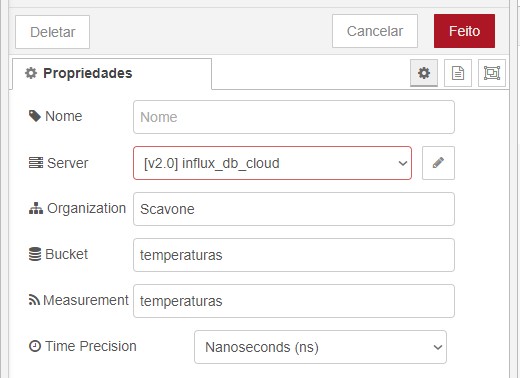 Deletar Cancelar Feito
Propriedades
Nome Nome
Server [v2.0] influx_db_cloud
Organization Scavone
Bucket temperaturas
Measurement temperaturas
Time Precision Nanoseconds (ns)